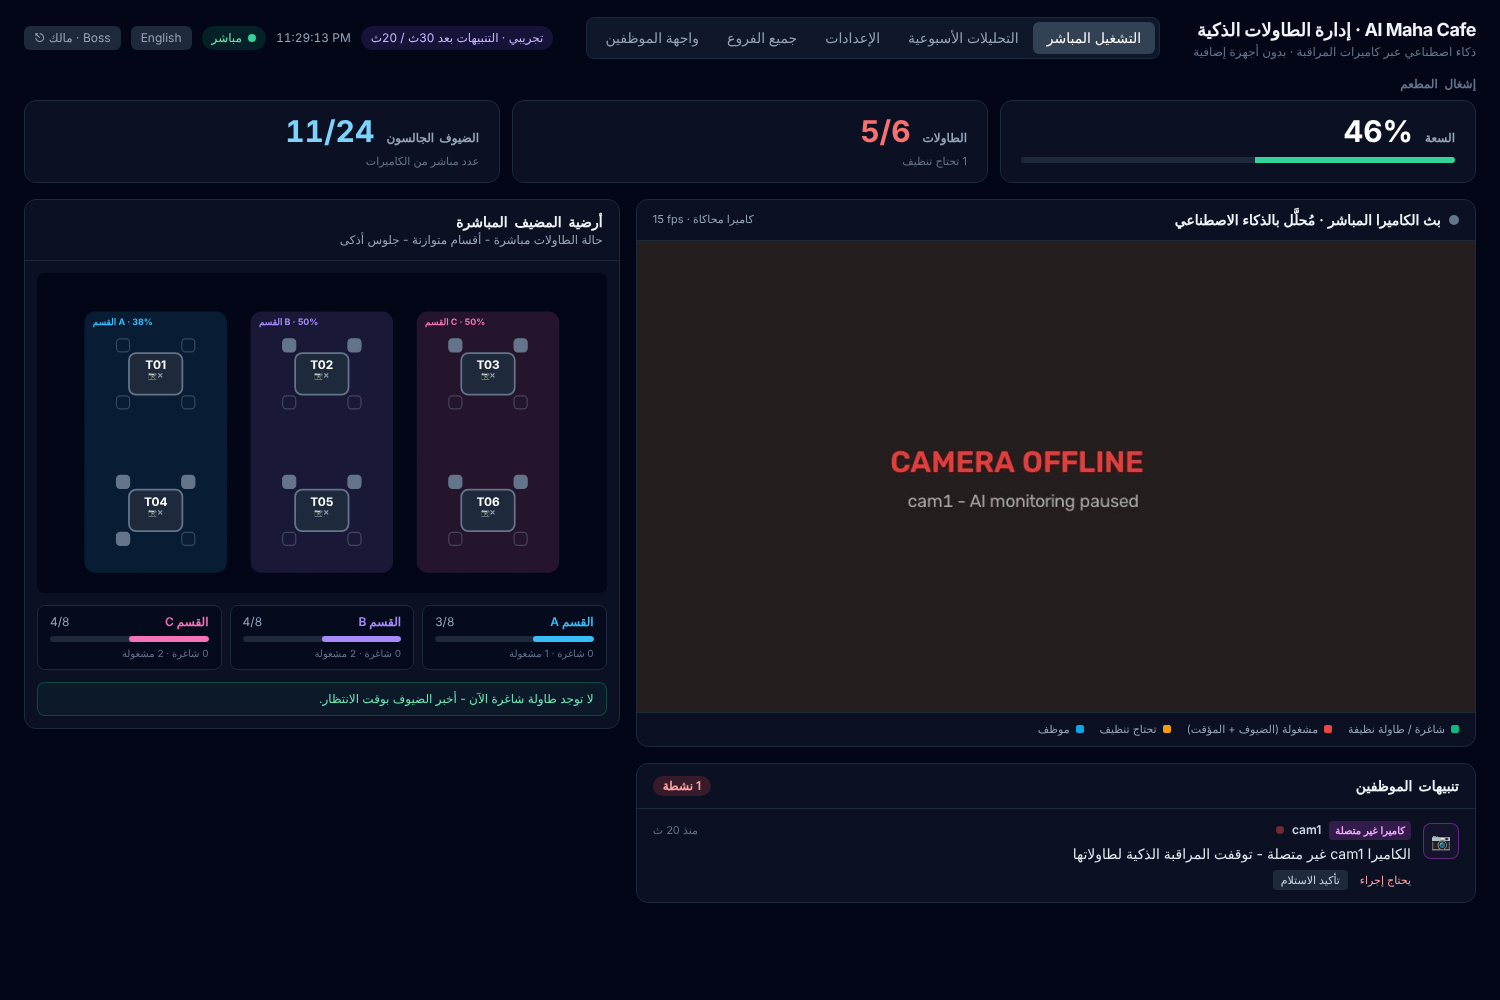 Al Maha Cafe · إدارة الطاولات الذكية
ذكاء اصطناعي عبر كاميرات المراقبة · بدون أجهزة إضافية
التشغيل المباشر
التحليلات الأسبوعية
الإعدادات
جميع الفروع
واجهة الموظفين
تجريبي · التنبيهات بعد 30ث / 20ث
11:29:13 PM
مباشر
English
Boss · مالك
إشغال المطعم
السعة 46%
الطاولات 5/6
1 تحتاج تنظيف
الضيوف الجالسون 11/24
عدد مباشر من الكاميرات
بث الكاميرا المباشر · مُحلَّل بالذكاء الاصطناعي
كاميرا محاكاة · 15 fps
CAMERA OFFLINE
cam1 - AI monitoring paused
شاغرة / طاولة نظيفة
مشغولة (الضيوف + المؤقت)
تحتاج تنظيف
موظف
تنبيهات الموظفين
1 نشطة
كاميرا غير متصلة
cam1
منذ 20 ث
الكاميرا cam1 غير متصلة - توقفت المراقبة الذكية لطاولاتها
يحتاج إجراء
تأكيد الاستلام
أرضية المضيف المباشرة
حالة الطاولات مباشرة - أقسام متوازنة - جلوس أذكى
القسم A · 38%
القسم B · 50%
القسم C · 50%
T01
T02
T03
T04
T05
T06
القسم A
3/8
0 شاغرة · 1 مشغولة
القسم B
4/8
0 شاغرة · 2 مشغولة
القسم C
4/8
0 شاغرة · 2 مشغولة
لا توجد طاولة شاغرة الآن - أخبر الضيوف بوقت الانتظار.